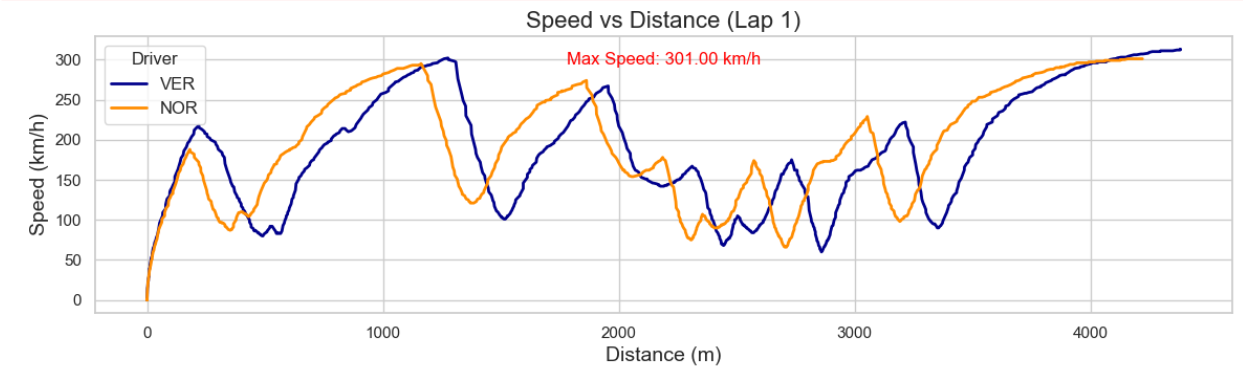 Speed vs Distance (Lap 1)
Max Speed: 301.00 km/h
Driver
VER
NOR
Speed (km/h)
300
250
200
150
100
50
0
0
1000
2000
3000
4000
Distance (m)